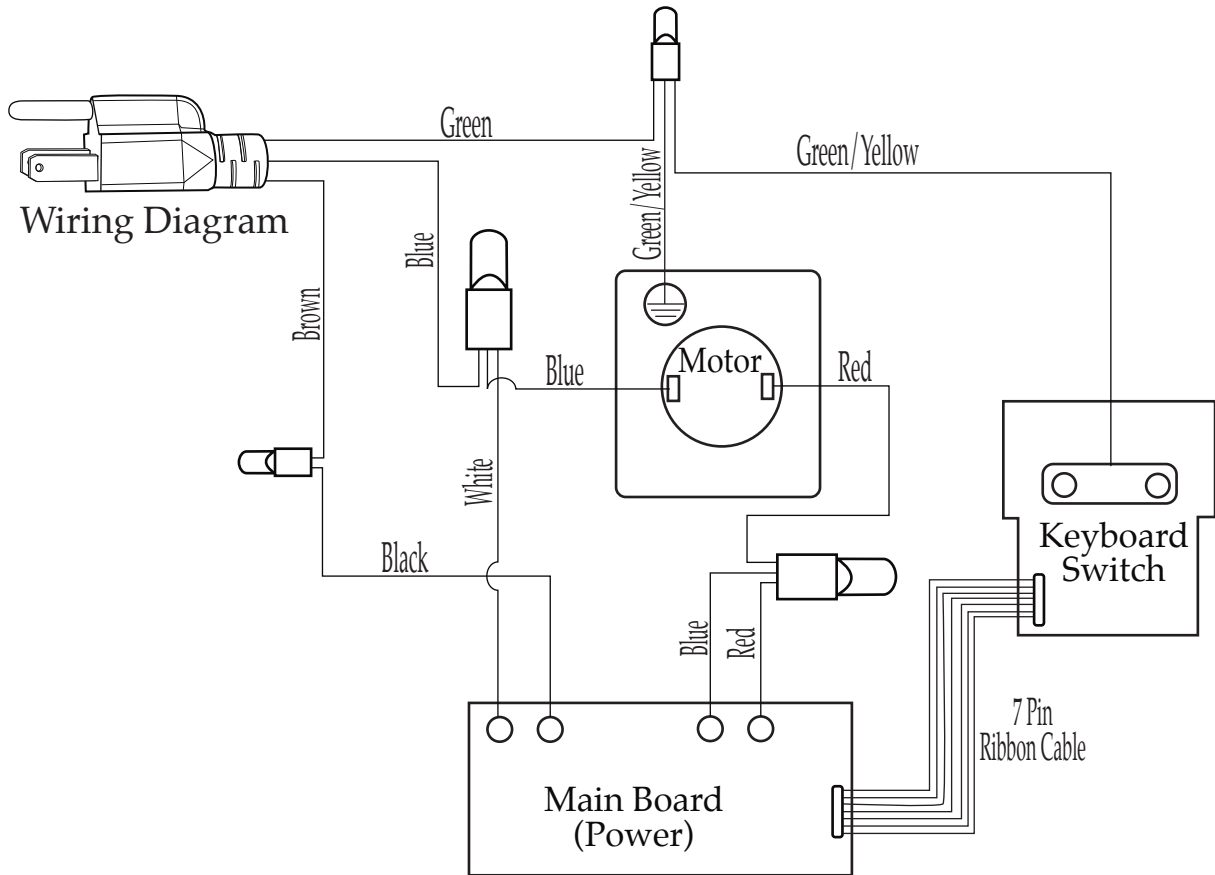 Green
Green/Yellow
Green/Yellow
Wiring Diagram
Blue
Brown
Blue
Motor
Red
White
Keyboard
Switch
Black
Blue
Red
7 Pin
Ribbon Cable
Main Board
(Power)